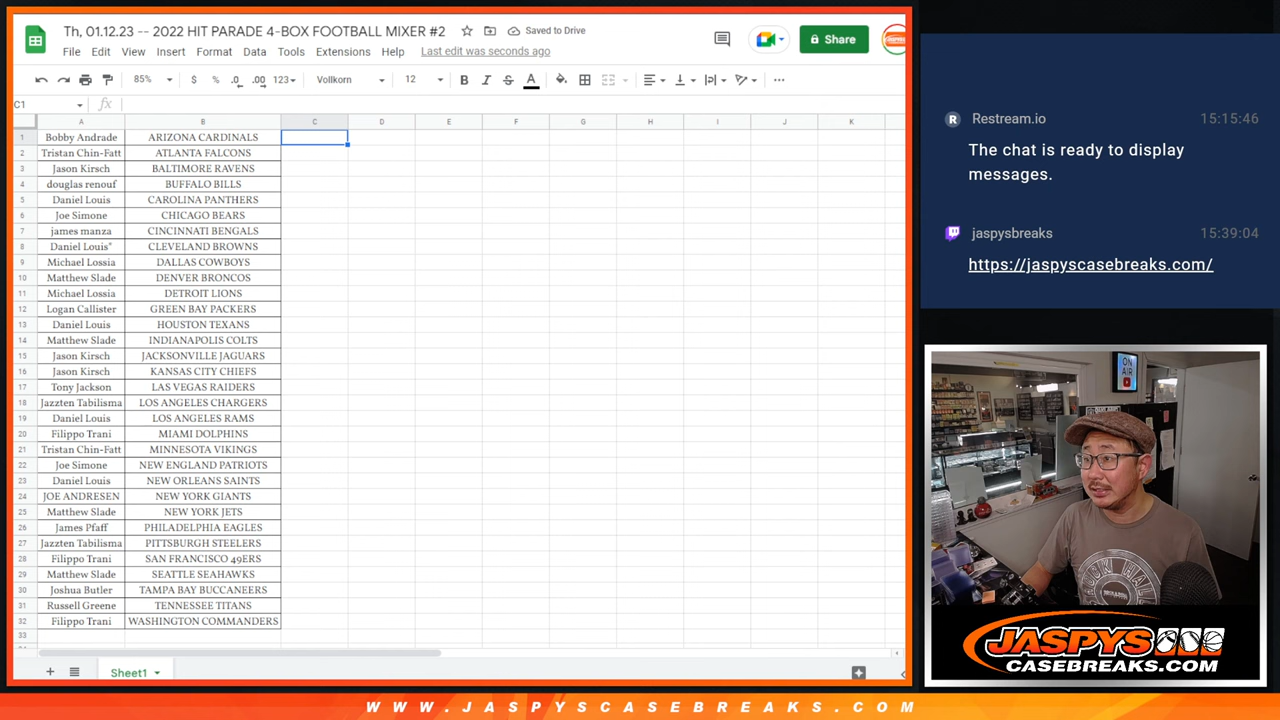 Th, 01.12.23 -- 2022 HIT PARADE 4-BOX FOOTBALL MIXER #2
Saved to Drive
File Edit View Insert Format Data Tools Extensions Help Last edit was seconds ago
Share
85% $ % .0 .00 123 Vollkorn 12 B I S A
C1 fx
A B C D E F G H I J K
1 Bobby Andrade ARIZONA CARDINALS
2 Tristan Chin-Fatt ATLANTA FALCONS
3 Jason Kirsch BALTIMORE RAVENS
4 douglas renouf BUFFALO BILLS
5 Daniel Louis CAROLINA PANTHERS
6 Joe Simone CHICAGO BEARS
7 james manza CINCINNATI BENGALS
8 Daniel Louis* CLEVELAND BROWNS
9 Michael Lossia DALLAS COWBOYS
10 Matthew Slade DENVER BRONCOS
11 Michael Lossia DETROIT LIONS
12 Logan Callister GREEN BAY PACKERS
13 Daniel Louis HOUSTON TEXANS
14 Matthew Slade INDIANAPOLIS COLTS
15 Jason Kirsch JACKSONVILLE JAGUARS
16 Jason Kirsch KANSAS CITY CHIEFS
17 Tony Jackson LAS VEGAS RAIDERS
18 Jazzten Tabilisma LOS ANGELES CHARGERS
19 Daniel Louis LOS ANGELES RAMS
20 Filippo Trani MIAMI DOLPHINS
21 Tristan Chin-Fatt MINNESOTA VIKINGS
22 Joe Simone NEW ENGLAND PATRIOTS
23 Daniel Louis NEW ORLEANS SAINTS
24 JOE ANDRESEN NEW YORK GIANTS
25 Matthew Slade NEW YORK JETS
26 James Pfaff PHILADELPHIA EAGLES
27 Jazzten Tabilisma PITTSBURGH STEELERS
28 Filippo Trani SAN FRANCISCO 49ERS
29 Matthew Slade SEATTLE SEAHAWKS
30 Joshua Butler TAMPA BAY BUCCANEERS
31 Russell Greene TENNESSEE TITANS
32 Filippo Trani WASHINGTON COMMANDERS
33
Sheet1
R Restream.io 15:15:46
The chat is ready to display
messages.
jaspysbreaks 15:39:04
https://jaspyscasebreaks.com/
ON
AIR
JASPYS
CASEBREAKS.COM
WWW.JASPYSCASEBREAKS.COM